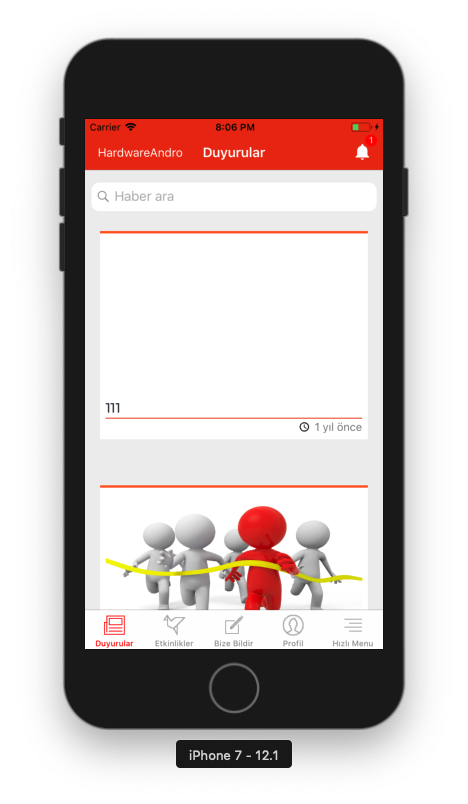 Carrier 8:06 PM
HardwareAndro Duyurular 1
Haber ara
111
1 yıl önce
Duyurular Etkinlikler Bize Bildir Profil Hızlı Menu
iPhone 7 - 12.1